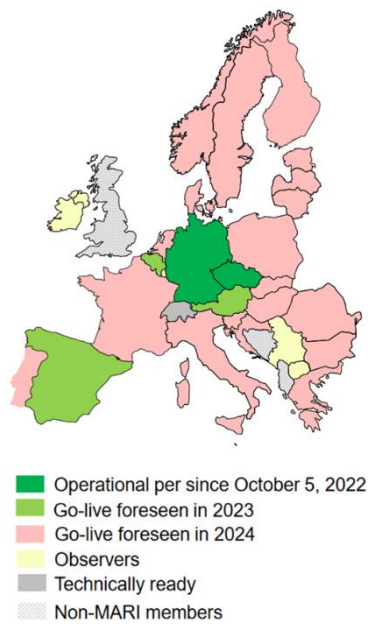 Operational per since October 5, 2022
Go-live foreseen in 2023
Go-live foreseen in 2024
Observers
Technically ready
Non-MARI members